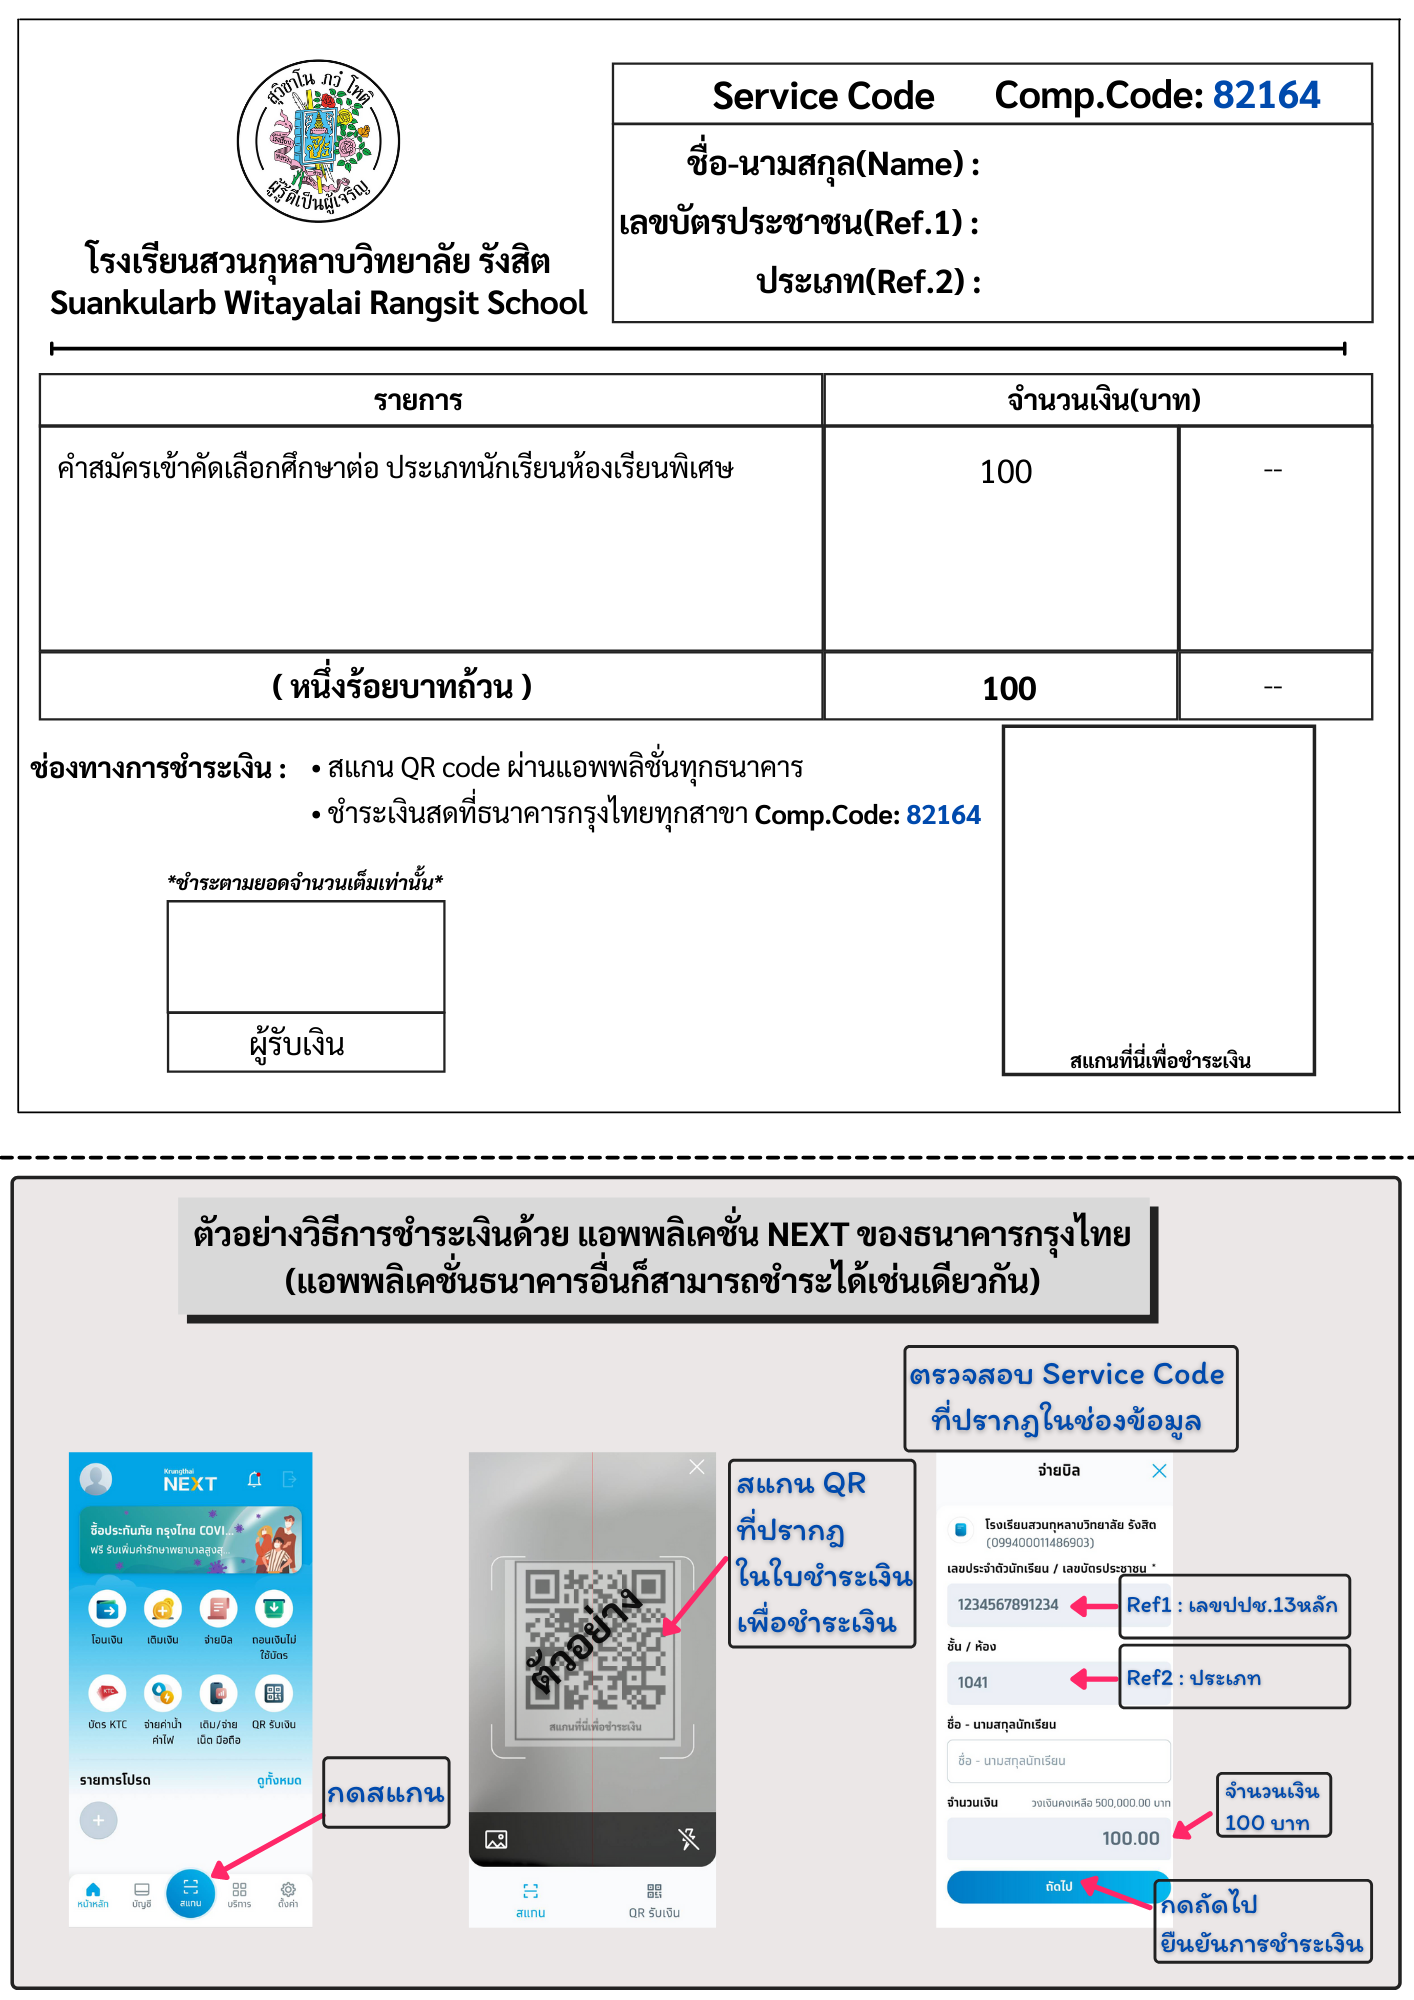 สุวิชาโน ภวํ โหติ
ผู้รู้ดีเป็นผู้เจริญ
โรงเรียนสวนกุหลาบวิทยาลัย รังสิต
Suankularb Witayalai Rangsit School
Service Code Comp.Code: 82164
ชื่อ-นามสกุล(Name) :
เลขบัตรประชาชน(Ref.1) :
ประเภท(Ref.2) :
รายการ จำนวนเงิน(บาท)
คำสมัครเข้าคัดเลือกศึกษาต่อ ประเภทนักเรียนห้องเรียนพิเศษ 100 --
( หนึ่งร้อยบาทถ้วน ) 100 --
ช่องทางการชำระเงิน : • สแกน QR code ผ่านแอพพลิชั่นทุกธนาคาร
• ชำระเงินสดที่ธนาคารกรุงไทยทุกสาขา Comp.Code: 82164
*ชำระตามยอดจำนวนเต็มเท่านั้น*
ผู้รับเงิน
สแกนที่นี่เพื่อชำระเงิน
ตัวอย่างวิธีการชำระเงินด้วย แอพพลิเคชั่น NEXT ของธนาคารกรุงไทย
(แอพพลิเคชั่นธนาคารอื่นก็สามารถชำระได้เช่นเดียวกัน)
Krungthai
NEXT
ซื้อประกันภัย กรุงไทย COVI...
ฟรี รับเพิ่มค่ารักษาพยาบาลสูงสุ...
โอนเงิน เติมเงิน จ่ายบิล ถอนเงินไม่
ใช้บัตร
KTC
บัตร KTC จ่ายค่าน้ำ เติม/จ่าย QR รับเงิน
ค่าไฟ เน็ต มือถือ
รายการโปรด ดูทั้งหมด
หน้าหลัก บัญชี สแกน บริการ ตั้งค่า
กดสแกน
ตัวอย่าง
สแกนที่นี่เพื่อชำระเงิน
สแกน QR รับเงิน
สแกน QR
ที่ปรากฎ
ในใบชำระเงิน
เพื่อชำระเงิน
ตรวจสอบ Service Code
ที่ปรากฎในช่องข้อมูล
จ่ายบิล
โรงเรียนสวนกุหลาบวิทยาลัย รังสิต
(099400011486903)
เลขประจำตัวนักเรียน / เลขบัตรประชาชน *
1234567891234
Ref1 : เลขปปช.13หลัก
ชั้น / ห้อง
1041
Ref2 : ประเภท
ชื่อ - นามสกุลนักเรียน
ชื่อ - นามสกุลนักเรียน
จำนวนเงิน วงเงินคงเหลือ 500,000.00 บาท
100.00
จำนวนเงิน
100 บาท
ถัดไป
กดถัดไป
ยืนยันการชำระเงิน